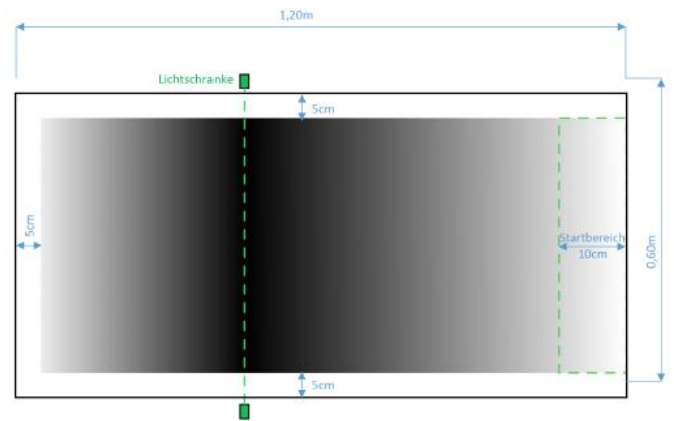 1,20m
Lichtschranke
5cm
5cm
Startbereich
10cm
0,60m
5cm